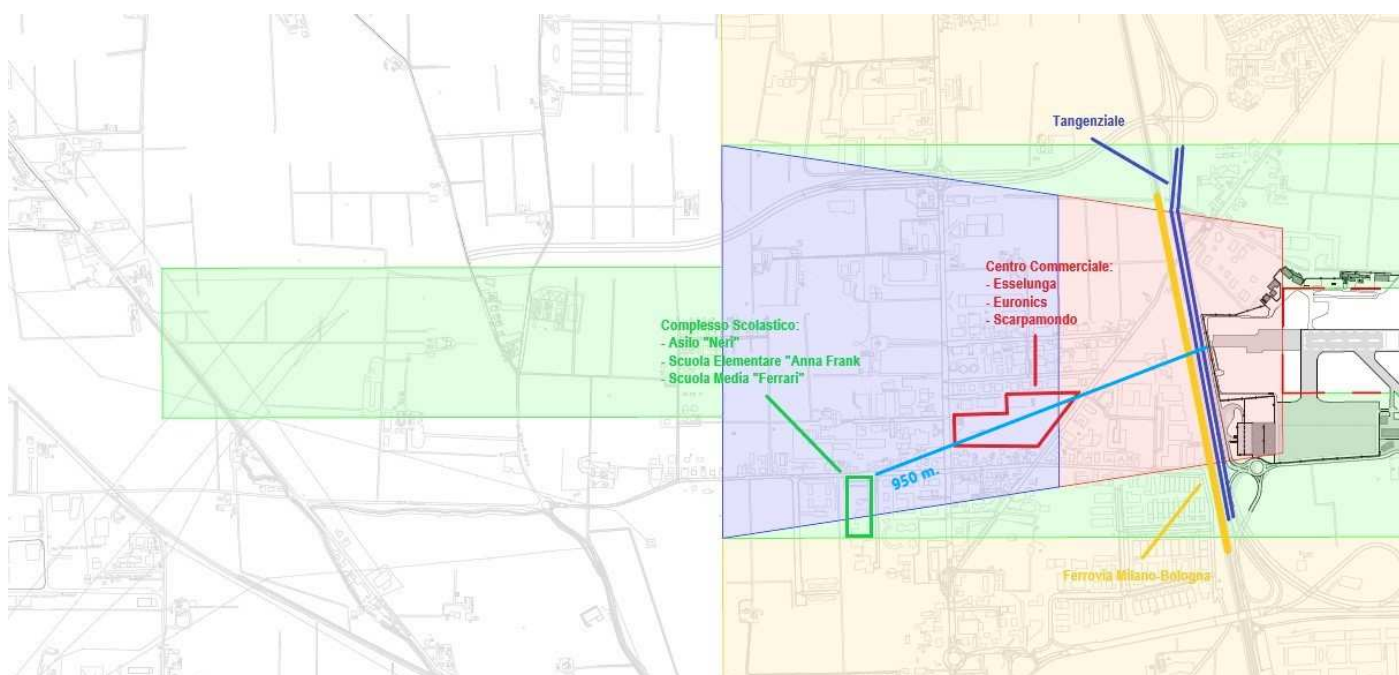 Tangenziale
Centro Commerciale:
- Esselunga
- Euronics
- Scarpamondo
Complesso Scolastico:
- Asilo "Neri"
- Scuola Elementare "Anna Frank
- Scuola Media "Ferrari"
950 m.
Ferrovia Milano-Bologna